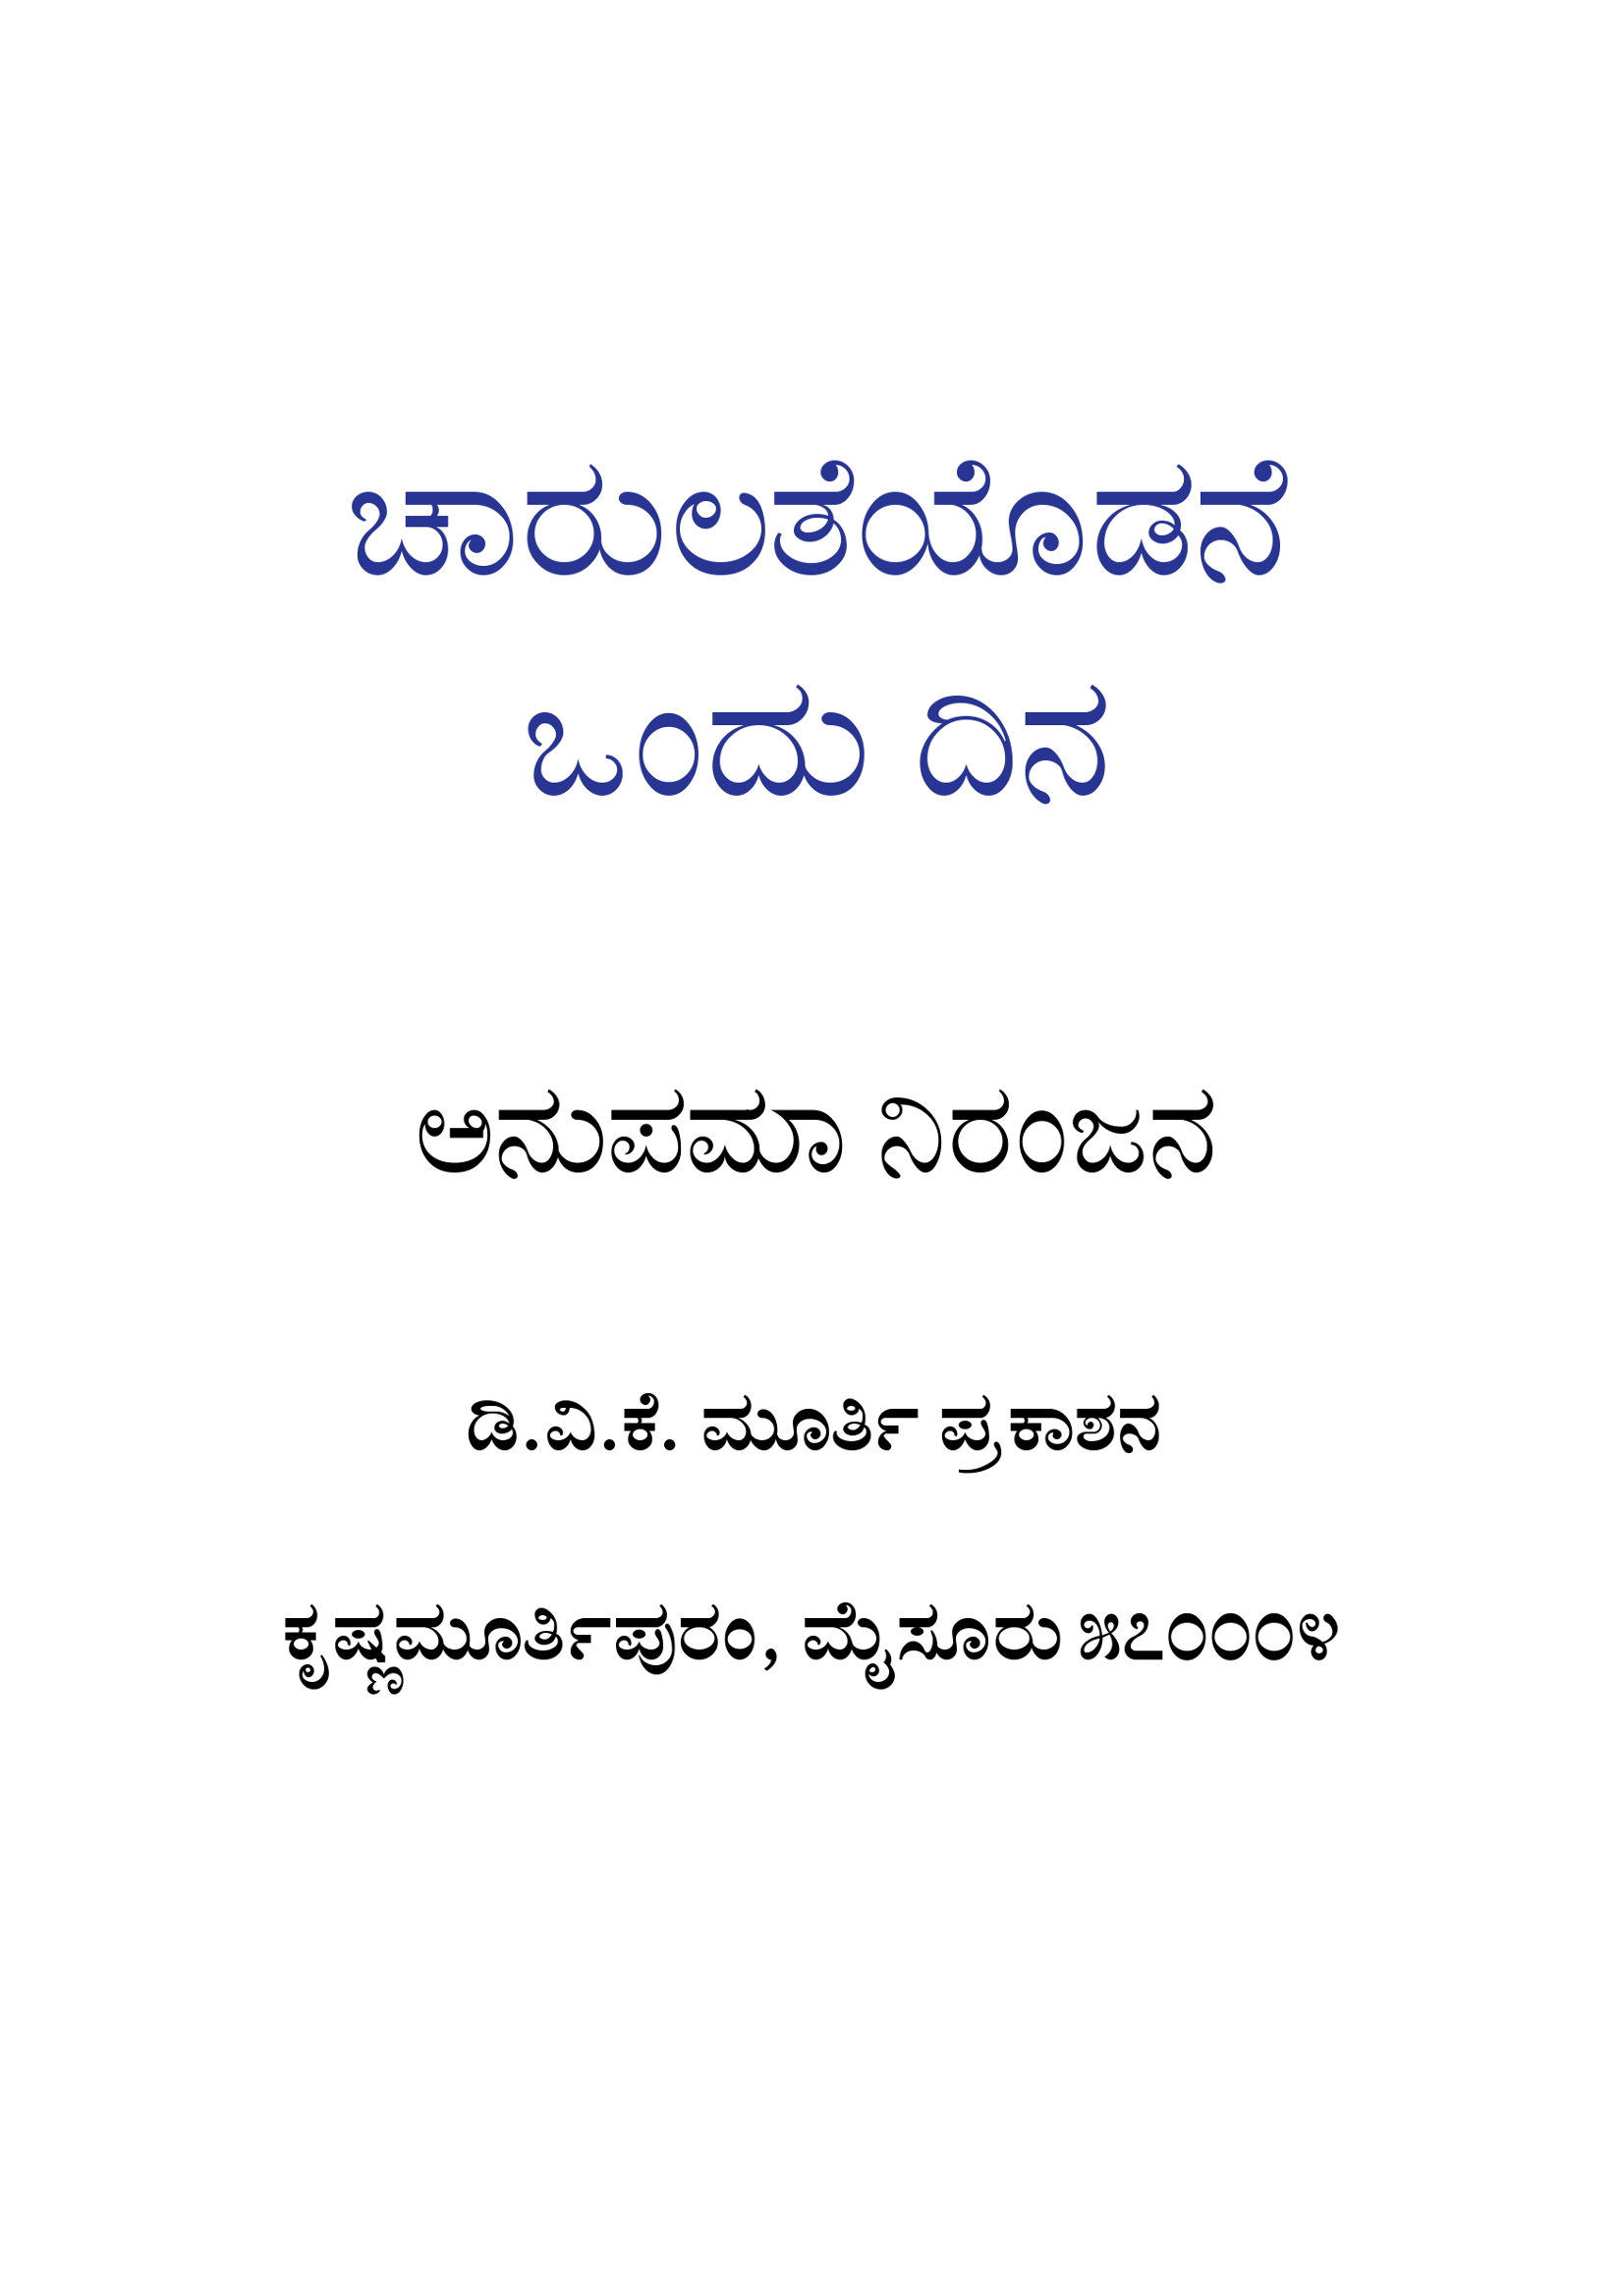 ಚಾರುಲತೆಯೊಡನೆ
ಒಂದು ದಿನ
ಅನುಪಮಾ ನಿರಂಜನ
ಡಿ.ವಿ.ಕೆ. ಮೂರ್ತಿ ಪ್ರಕಾಶನ
ಕೃಷ್ಣಮೂರ್ತಿಪುರಂ, ಮೈಸೂರು ೫೭೦೦೦೪